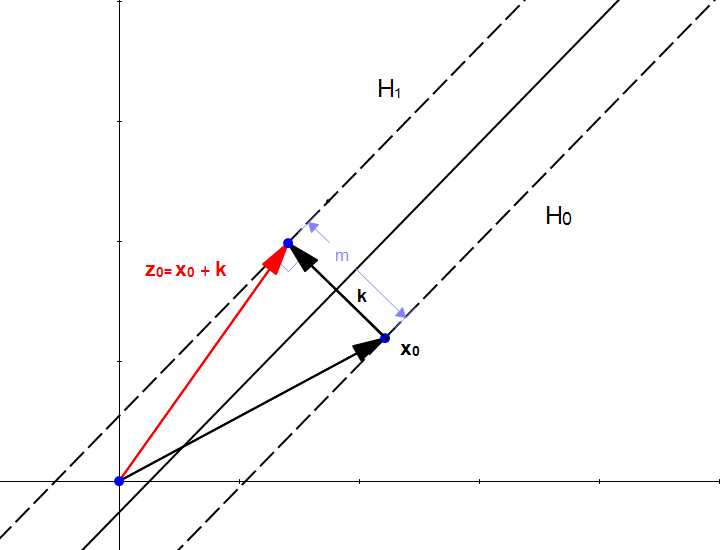 H₁
H₀
m
z₀= x₀ + k
k
x₀